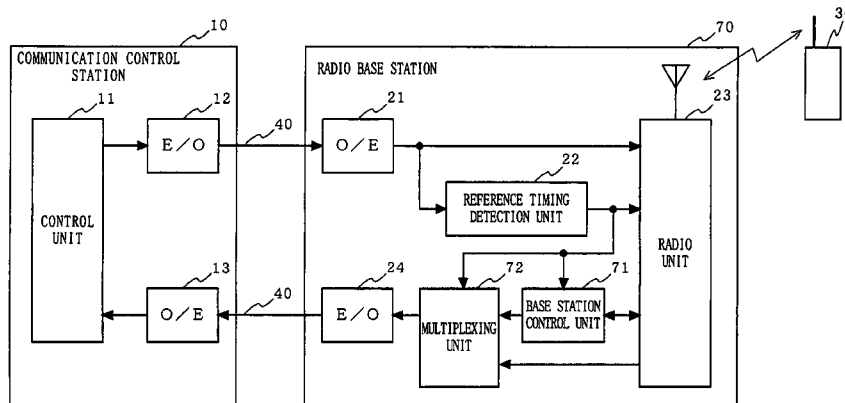 10
COMMUNICATION CONTROL
STATION
11
12
E/O
40
CONTROL
UNIT
13
O/E
40
70
RADIO BASE STATION
21
O/E
22
REFERENCE TIMING
DETECTION UNIT
23
RADIO
UNIT
24
E/O
72
MULTIPLEXING
UNIT
71
BASE STATION
CONTROL UNIT